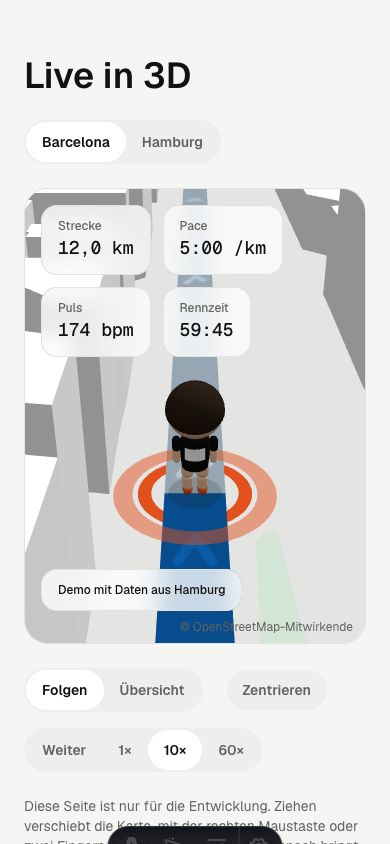 Live in 3D
Barcelona Hamburg
Strecke
12,0 km
Pace
5:00 /km
Puls
174 bpm
Rennzeit
59:45
Demo mit Daten aus Hamburg
© OpenStreetMap-Mitwirkende
Folgen Übersicht Zentrieren
Weiter 1× 10× 60×
Diese Seite ist nur für die Entwicklung. Ziehen
verschiebt die Karte, mit der rechten Maustaste oder
zwei